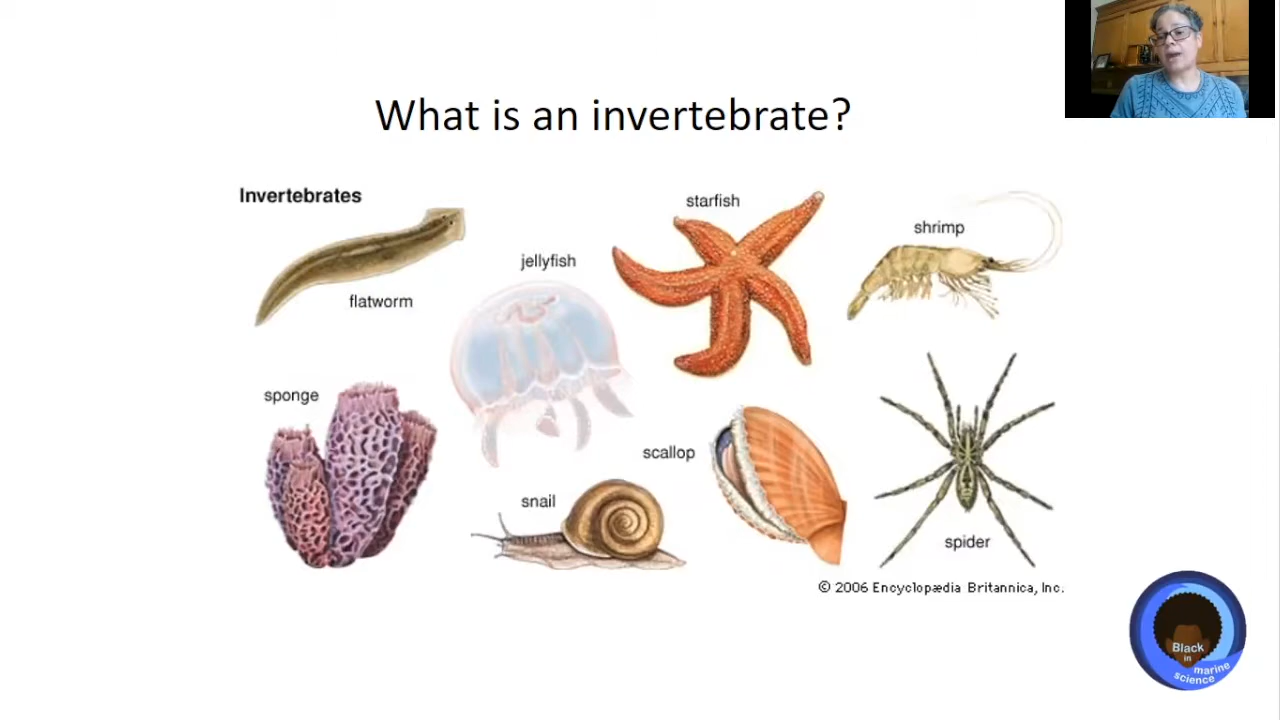 What is an invertebrate?
Invertebrates
starfish
shrimp
jellyfish
flatworm
sponge
scallop
snail
spider
© 2006 Encyclopædia Britannica, Inc.
Black
in
marine
science